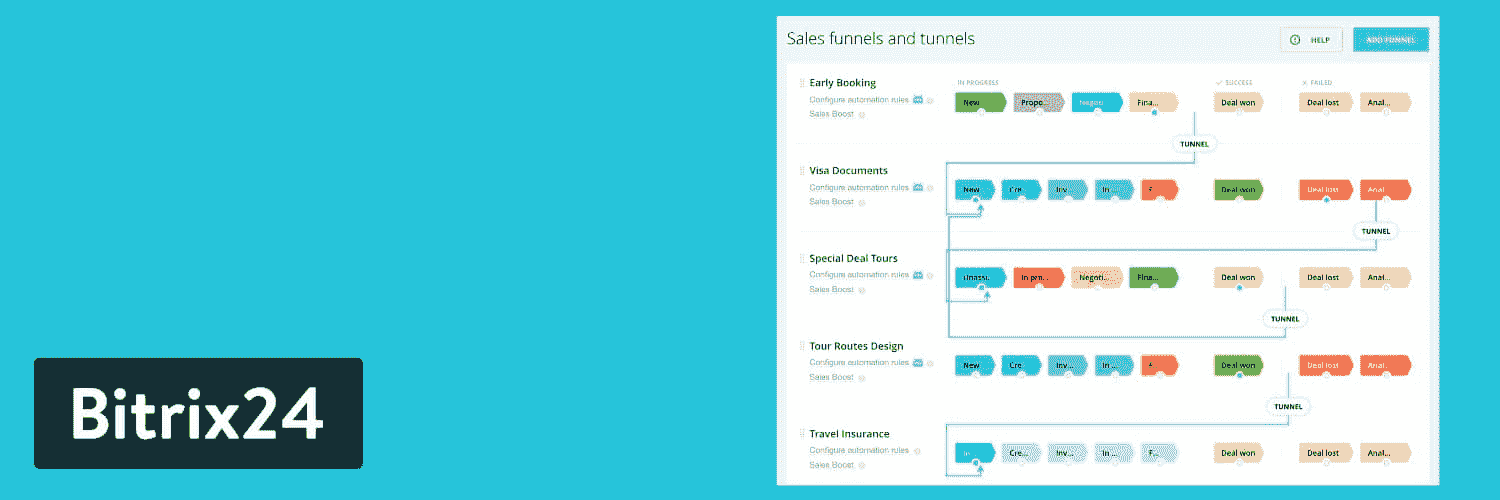 Sales funnels and tunnels
HELP
ADD FUNNEL
Early Booking
IN PROGRESS
SUCCESS
FAILED
Configure automation rules
Sales Boost
New
Propo...
Negoti
Fina...
Deal won
Deal lost
Anal...
TUNNEL
Visa Documents
Configure automation rules
Sales Boost
New
Cre...
Inv...
In ...
Deal won
Deal lost
Anal...
TUNNEL
Special Deal Tours
Configure automation rules
Sales Boost
Unassi..
In pro...
Negoti...
Fina...
Deal won
Deal lost
Anal...
TUNNEL
Tour Routes Design
Configure automation rules
Sales Boost
New
Cre...
Inv...
In ...
Deal won
Deal lost
Anal...
TUNNEL
Travel Insurance
Configure automation rules
Sales Boost
In
Cre...
Inv...
In ...
F...
Deal won
Deal lost
Anal...
Bitrix24